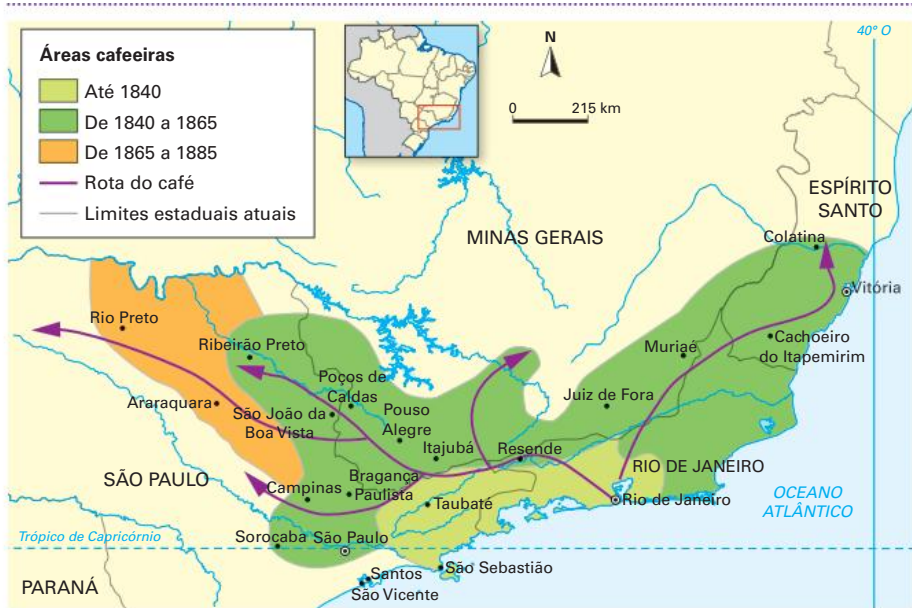 Áreas cafeeiras
Até 1840
De 1840 a 1865
De 1865 a 1885
Rota do café
Limites estaduais atuais
N
0 215 km
40º O
ESPÍRITO
SANTO
MINAS GERAIS
Colatina
Vitória
Rio Preto
Ribeirão Preto
Muriaé
Cachoeiro
do Itapemirim
Poços de
Caldas
Juiz de Fora
Araraquara
São João da
Boa Vista
Pouso
Alegre
Itajubá
Resende
SÃO PAULO
Bragança
Paulista
Campinas
Taubaté
RIO DE JANEIRO
Rio de Janeiro
OCEANO
ATLÂNTICO
Trópico de Capricórnio
Sorocaba
São Paulo
São Sebastião
Santos
São Vicente
PARANÁ